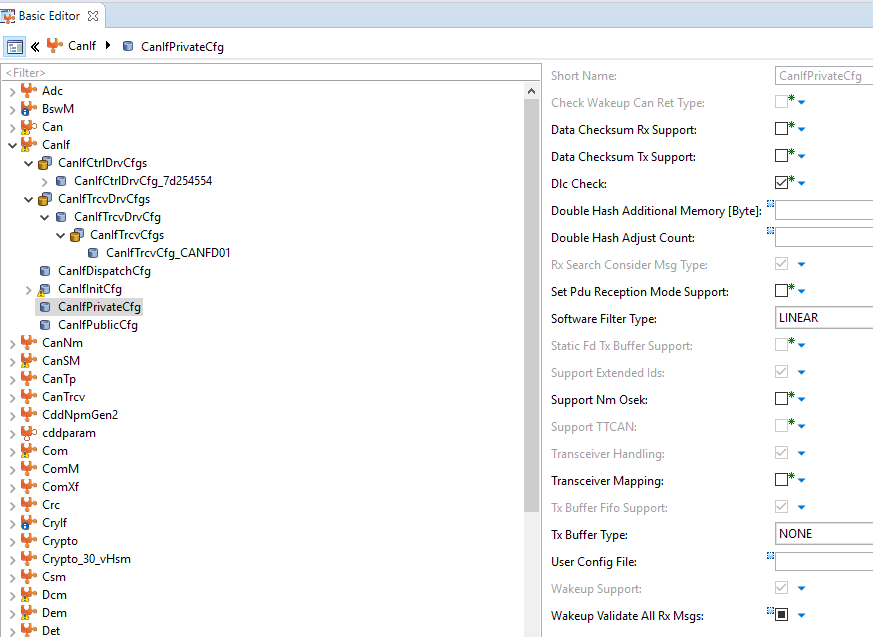 Basic Editor
CanIf CanIfPrivateCfg
<Filter>
Adc
BswM
Can
CanIf
CanIfCtrlDrvCfgs
CanIfCtrlDrvCfg_7d254554
CanIfTrcvDrvCfgs
CanIfTrcvDrvCfg
CanIfTrcvCfgs
CanIfTrcvCfg_CANFD01
CanIfDispatchCfg
CanIfInitCfg
CanIfPrivateCfg
CanIfPublicCfg
CanNm
CanSM
CanTp
CanTrcv
CddNpmGen2
cddparam
Com
ComM
ComXf
Crc
CryIf
Crypto
Crypto_30_vHsm
Csm
Dcm
Dem
Det
Short Name: CanIfPrivateCfg
Check Wakeup Can Ret Type:
Data Checksum Rx Support:
Data Checksum Tx Support:
Dlc Check:
Double Hash Additional Memory [Byte]:
Double Hash Adjust Count:
Rx Search Consider Msg Type:
Set Pdu Reception Mode Support:
Software Filter Type: LINEAR
Static Fd Tx Buffer Support:
Support Extended Ids:
Support Nm Osek:
Support TTCAN:
Transceiver Handling:
Transceiver Mapping:
Tx Buffer Fifo Support:
Tx Buffer Type: NONE
User Config File:
Wakeup Support:
Wakeup Validate All Rx Msgs: